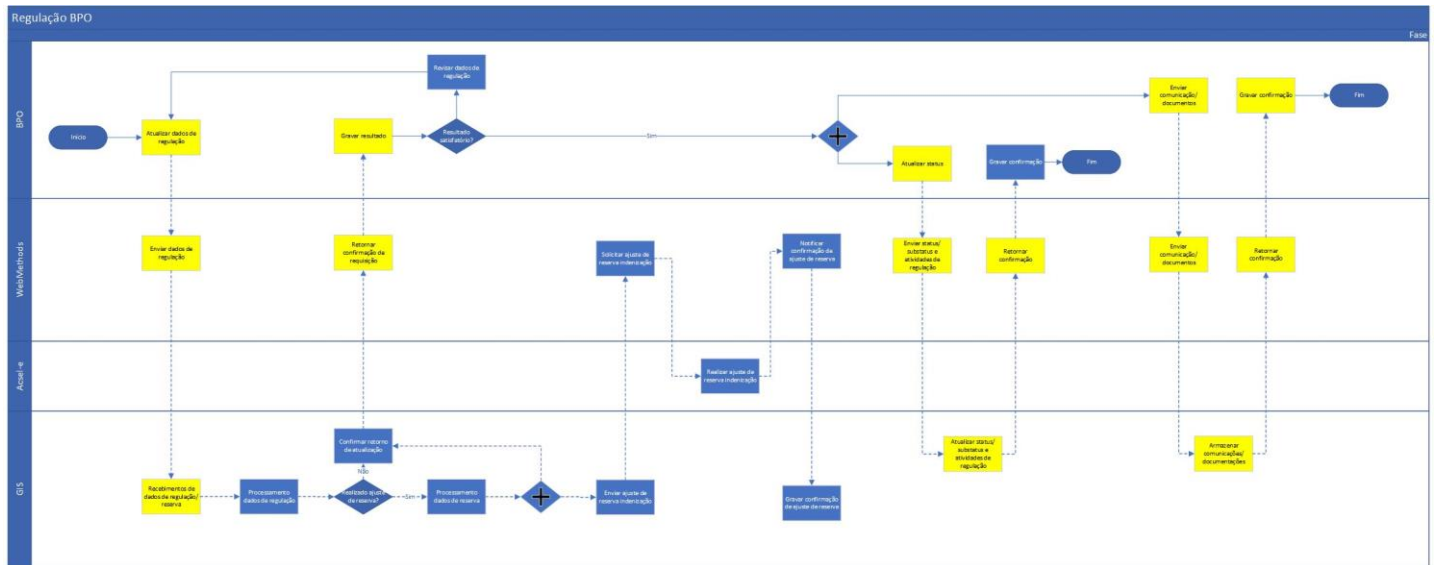 Regulação BPO
Fase
BPO
Início
Atualizar dados de
regulação
Revisar dados de
regulação
Gravar resultado
Resultado
satisfatório?
Sim
Atualizar status
Gravar confirmação
Fim
Enviar
comunicação/
documentos
Gravar confirmação
Fim
WebMethods
Enviar dados de
regulação
Retornar
confirmação de
Solicitar ajuste de
reserva indenização
Notificar
confirmação de
ajuste de reserva
Enviar status/
substatus e
atividades de
regulação
Retornar
confirmação
Enviar
comunicação/
documentos
Retornar
confirmação
Acsel-e
Realizar ajuste de
reserva indenização
GIS
Recebimentos de
dados de regulação/
reserva
Processamento
dados de regulação
Confirmar retorno
de atualização
Não
Realizado ajuste
de reserva?
Sim
Processamento
dados de reserva
Enviar ajuste de
reserva indenização
Gravar confirmação
de ajuste de reserva
Atualizar status/
substatus e
atividades de
regulação
Armazenar
comunicações/
documentações